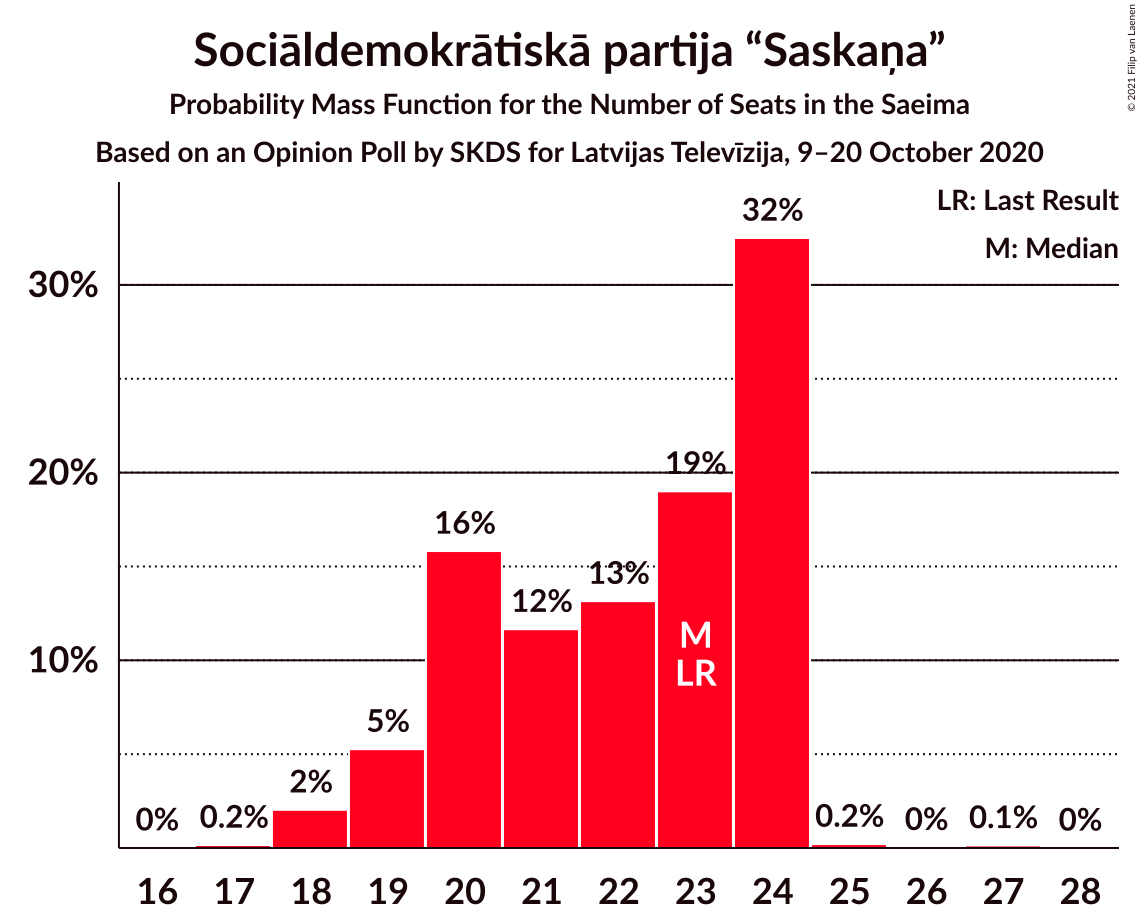 Sociāldemokrātiskā partija “Saskaņa”
Probability Mass Function for the Number of Seats in the Saeima
Based on an Opinion Poll by SKDS for Latvijas Televīzija, 9–20 October 2020
© 2021 Filip van Laenen
LR: Last Result
M: Median
30%
20%
10%
0%
0.2%
2%
5%
16%
12%
13%
19%
32%
0.2%
0%
0.1%
0%
M
LR
16 17 18 19 20 21 22 23 24 25 26 27 28